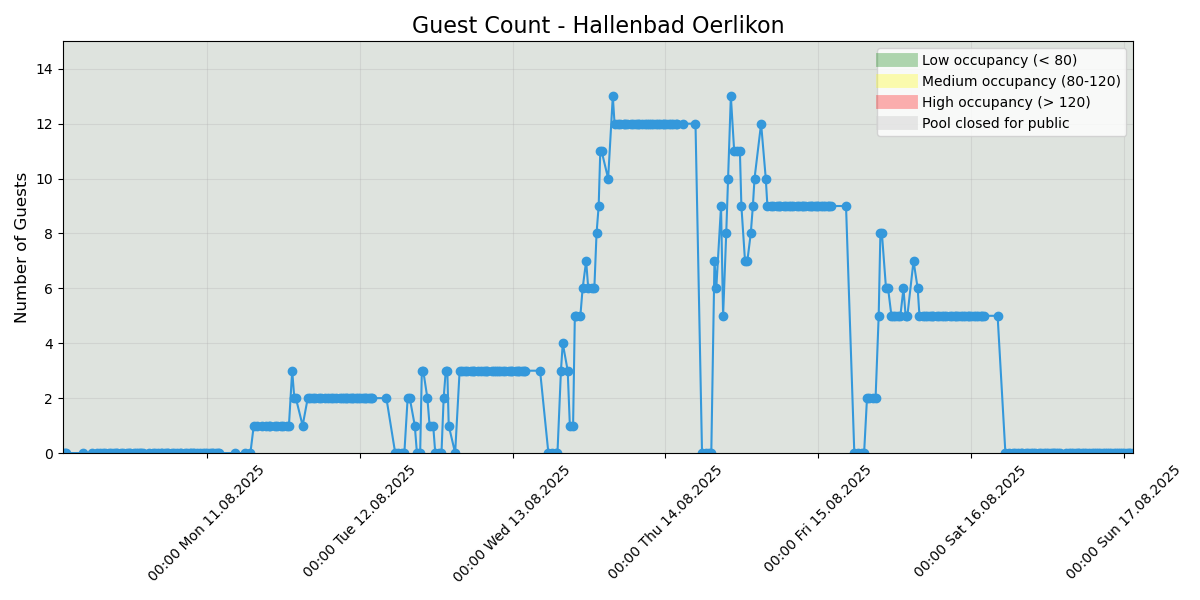 Guest Count - Hallenbad Oerlikon
Low occupancy (< 80)
Medium occupancy (80-120)
High occupancy (> 120)
Pool closed for public
Number of Guests
14
12
10
8
6
4
2
0
00:00 Mon 11.08.2025
00:00 Tue 12.08.2025
00:00 Wed 13.08.2025
00:00 Thu 14.08.2025
00:00 Fri 15.08.2025
00:00 Sat 16.08.2025
00:00 Sun 17.08.2025